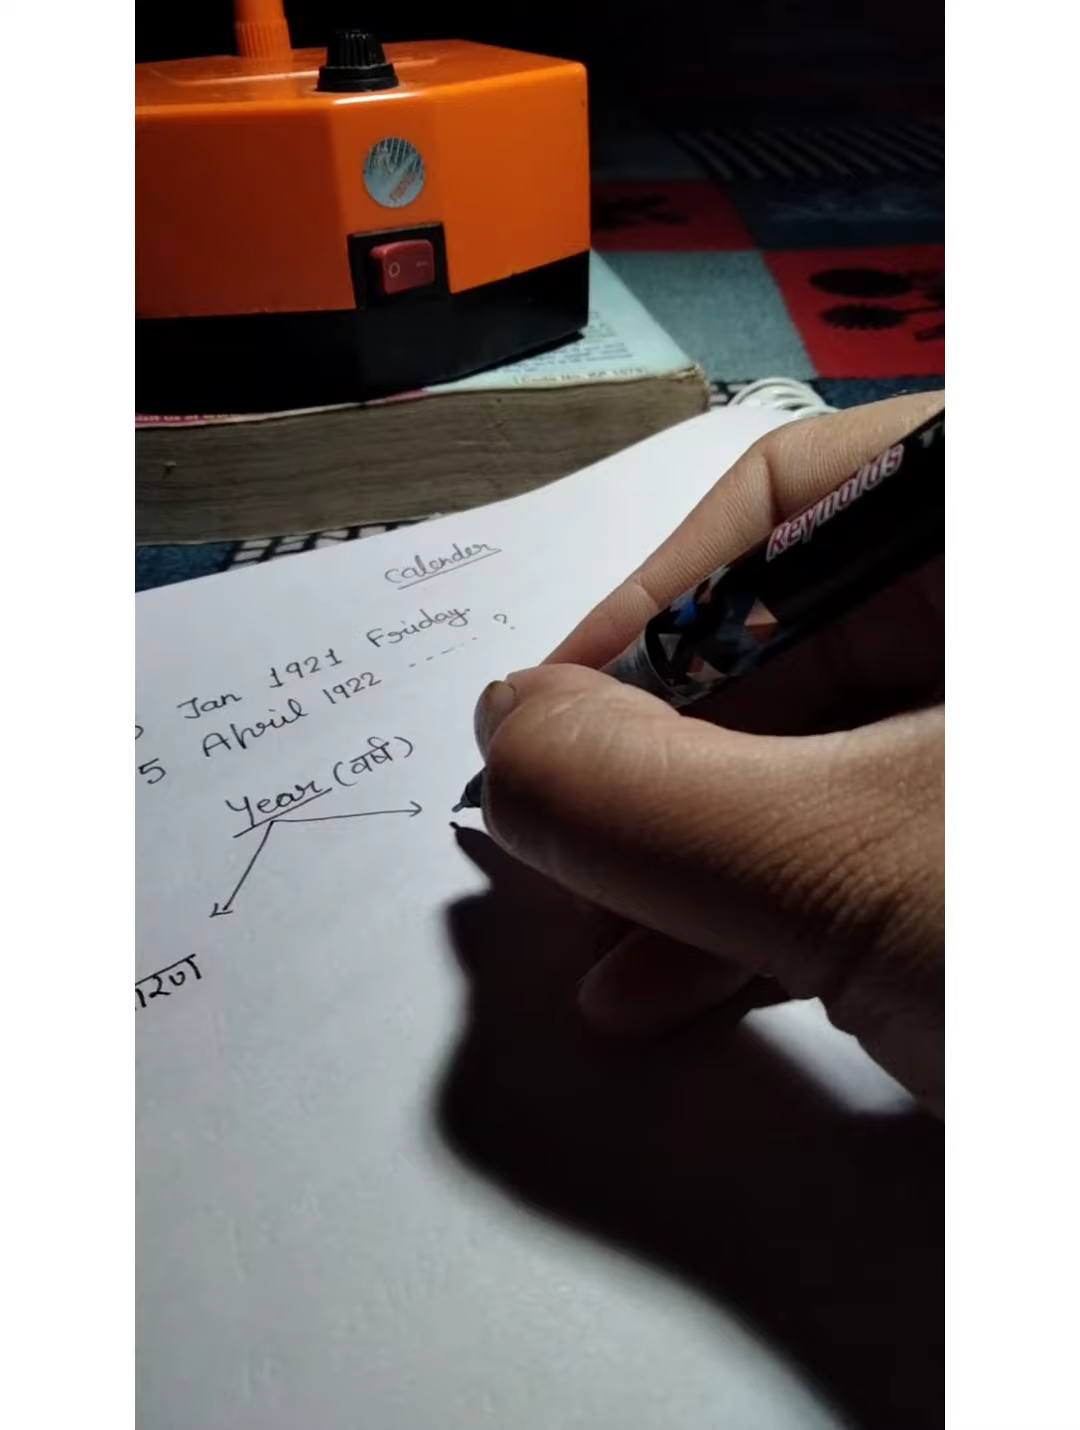 Calender
Jan 1921 Friday.
5 April 1922 ------ ?
Year (वर्ष)
Reynolds